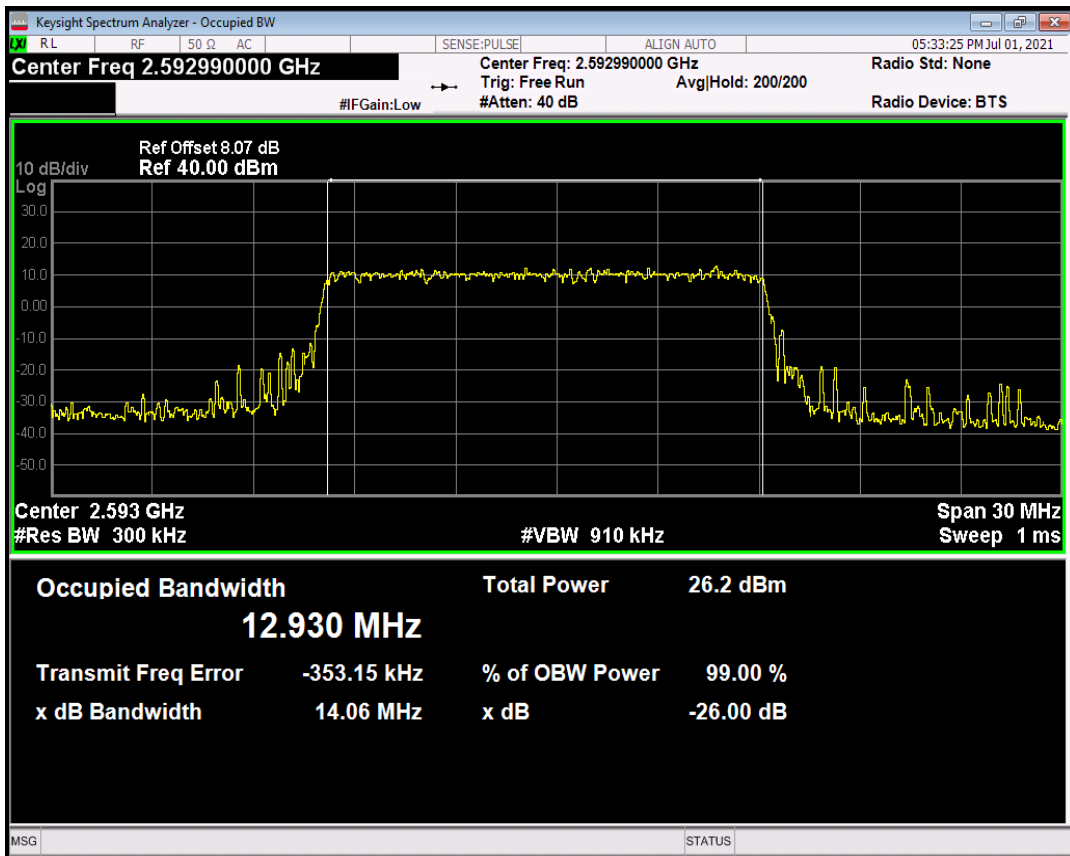 Keysight Spectrum Analyzer - Occupied BW
LXI RL RF 50 Ω AC SENSE:PULSE ALIGN AUTO 05:33:25 PM Jul 01, 2021
Center Freq 2.592990000 GHz Center Freq: 2.592990000 GHz Radio Std: None
Trig: Free Run Avg|Hold: 200/200
#IFGain:Low #Atten: 40 dB Radio Device: BTS
Ref Offset 8.07 dB
10 dB/div Ref 40.00 dBm
Log
30.0
20.0
10.0
0.00
-10.0
-20.0
-30.0
-40.0
-50.0
Center 2.593 GHz Span 30 MHz
#Res BW 300 kHz #VBW 910 kHz Sweep 1 ms
Occupied Bandwidth Total Power 26.2 dBm
12.930 MHz
Transmit Freq Error -353.15 kHz % of OBW Power 99.00 %
x dB Bandwidth 14.06 MHz x dB -26.00 dB
MSG STATUS